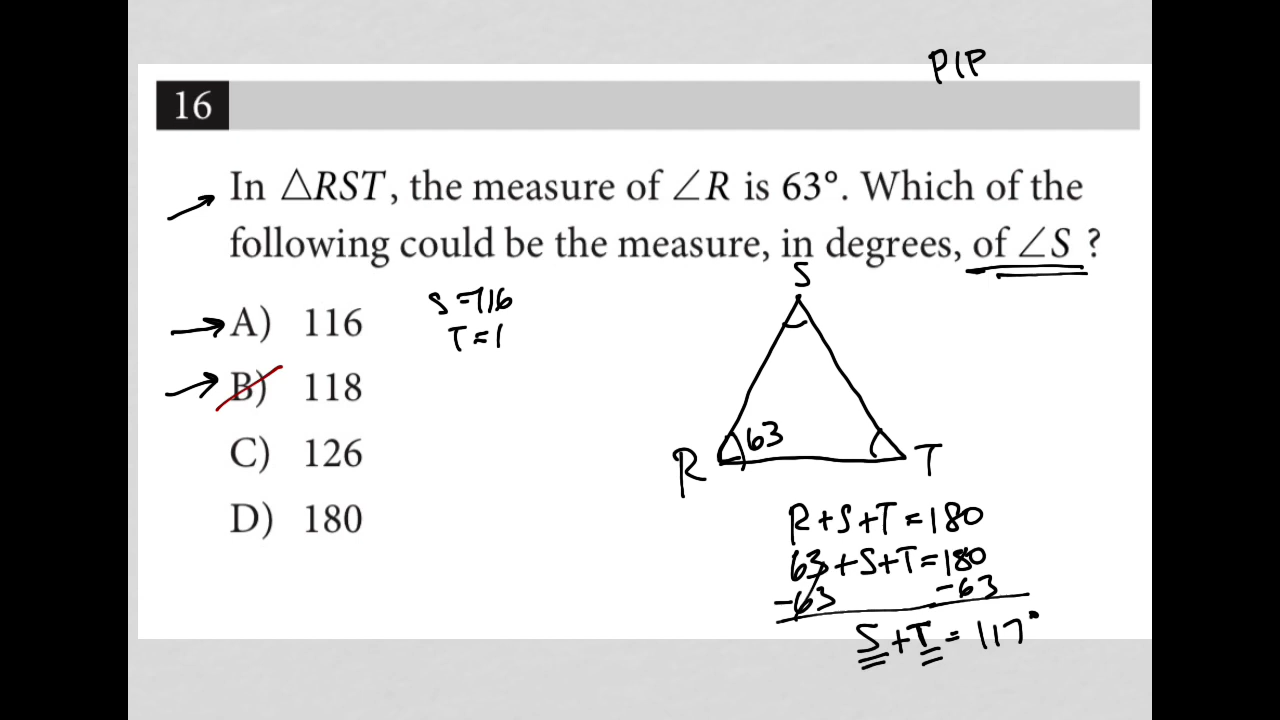 PIP
16
In △RST, the measure of ∠R is 63°. Which of the
following could be the measure, in degrees, of ∠S ?
A) 116
B) 118
C) 126
D) 180
S = 116
T = 1
S
R
63
T
R + S + T = 180
63 + S + T = 180
-63 -63
S + T = 117°